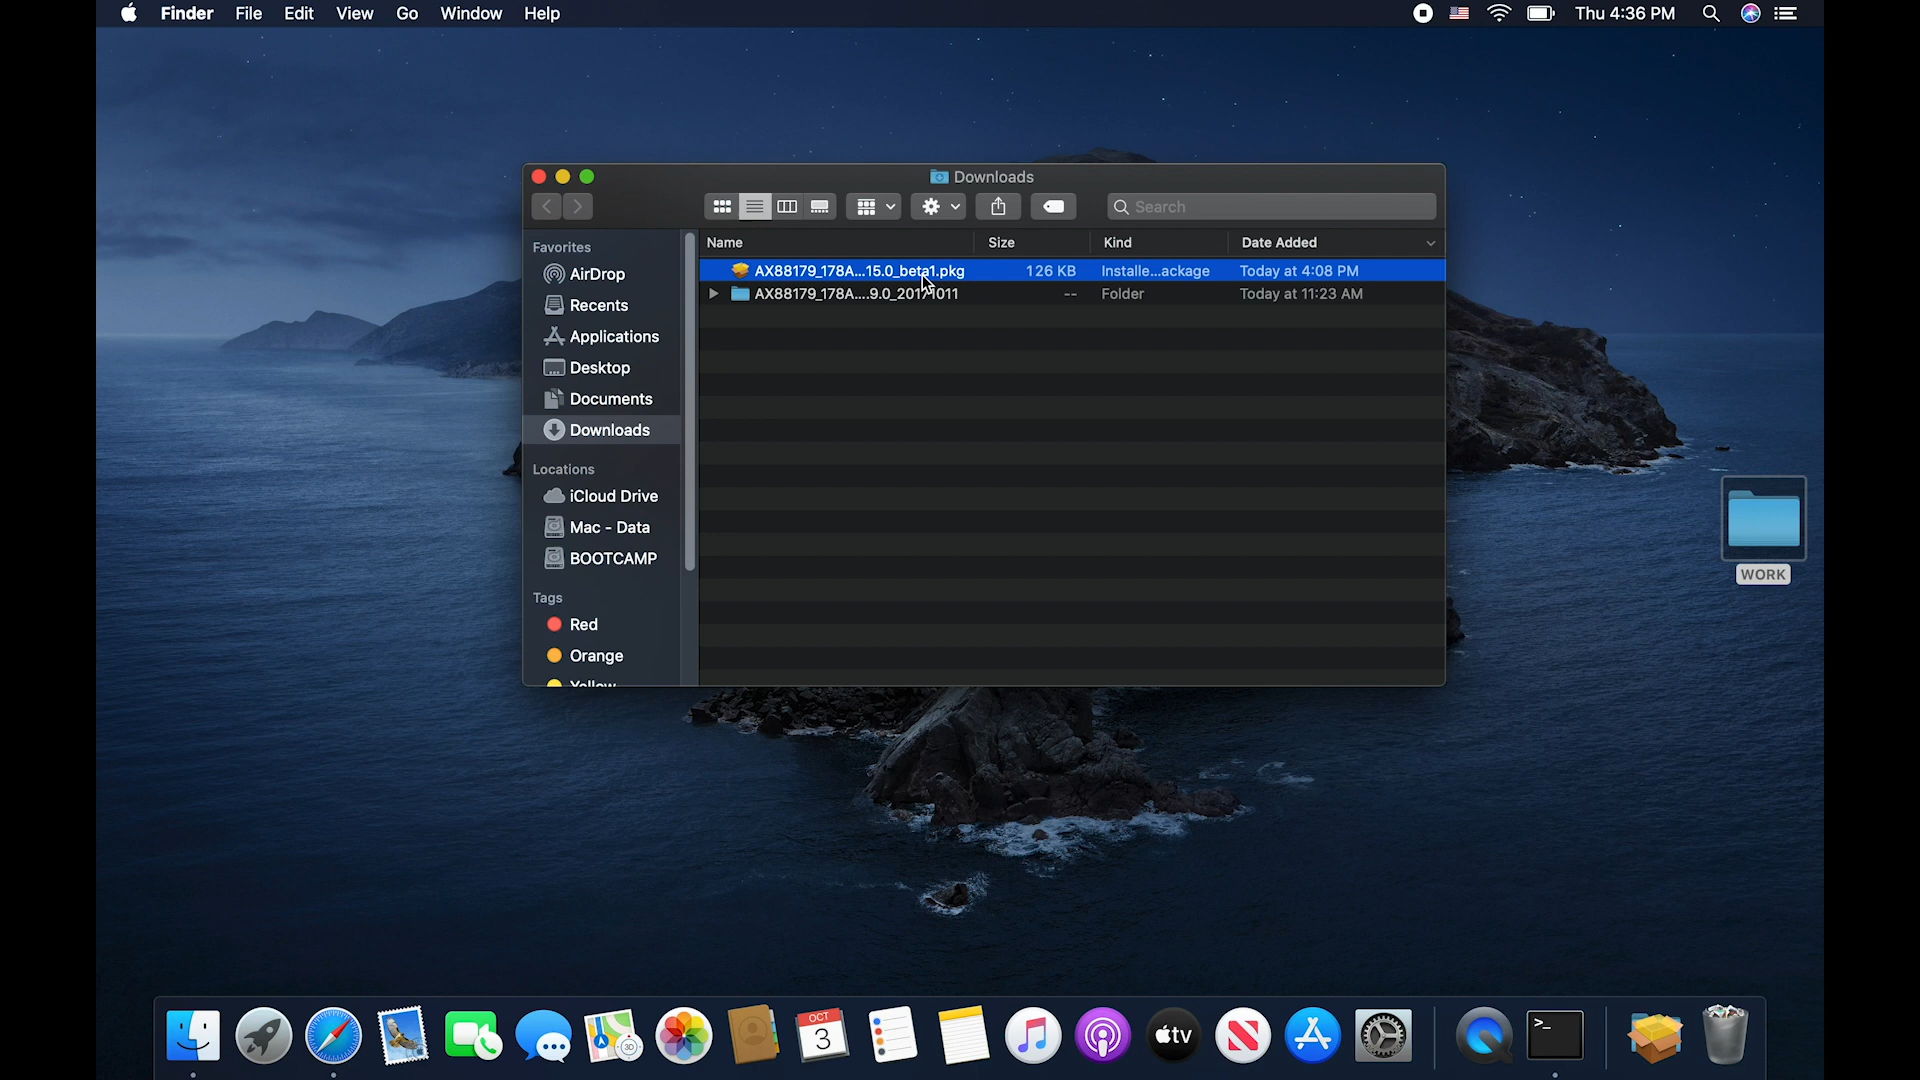 Finder File Edit View Go Window Help
Thu 4:36 PM
Downloads
Search
Favorites
AirDrop
Recents
Applications
Desktop
Documents
Downloads
Locations
iCloud Drive
Mac - Data
BOOTCAMP
Tags
Red
Orange
Yellow
Name Size Kind Date Added
AX88179_178A...15.0_beta1.pkg 126 KB Installe...ackage Today at 4:08 PM
AX88179_178A....9.0_20171011 -- Folder Today at 11:23 AM
WORK
3D
OCT
3
tv
>_